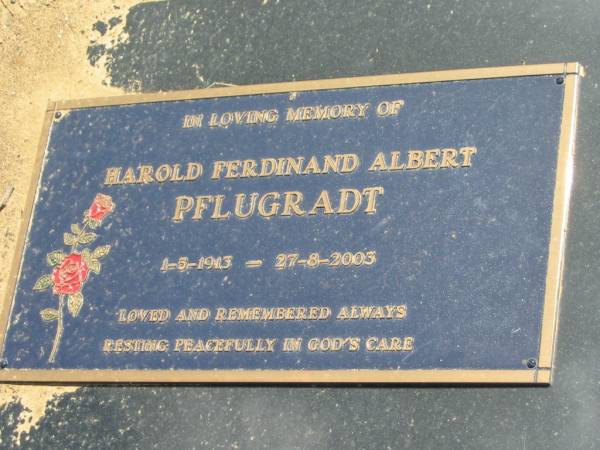 IN LOVING MEMORY OF
HAROLD FERDINAND ALBERT
PFLUGRADT
1-5-1913 - 27-8-2003
LOVED AND REMEMBERED ALWAYS
RESTING PEACEFULLY IN GOD'S CARE